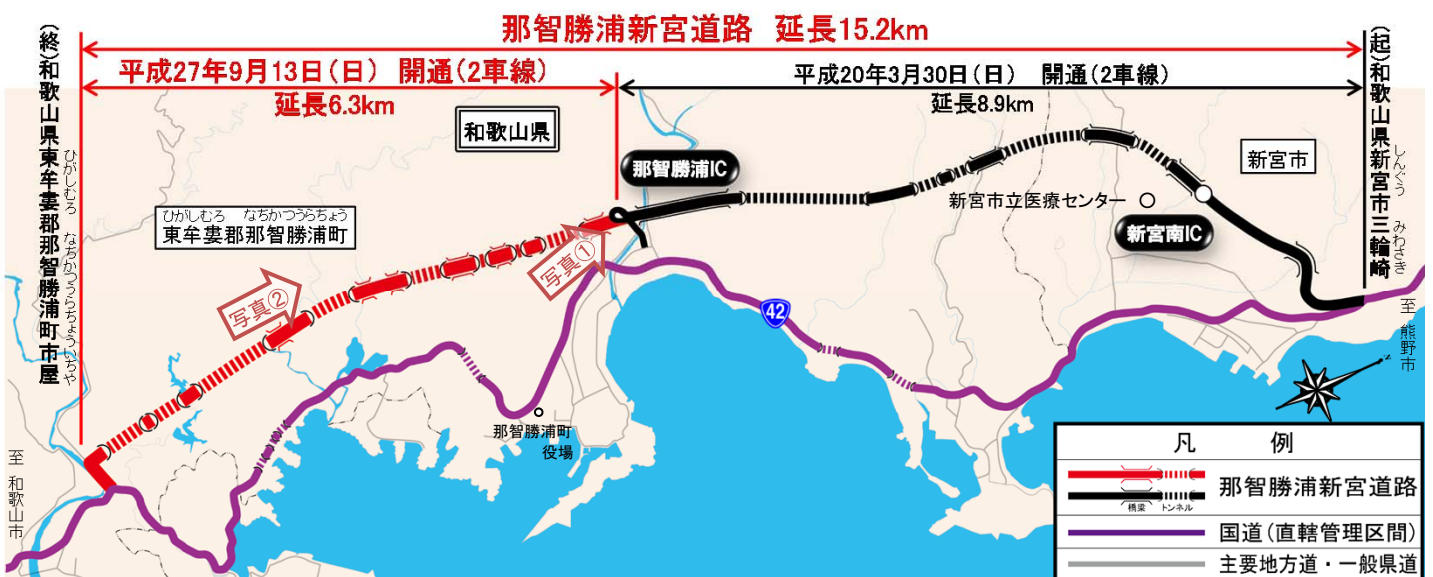 那智勝浦新宮道路 延長15.2km
平成27年9月13日(日) 開通(2車線)
延長6.3km
平成20年3月30日(日) 開通(2車線)
延長8.9km
(終)和歌山県東牟婁郡那智勝浦町市屋
ひがしむろ なちかつうらちょういちや
(起)和歌山県新宮市三輪崎
しんぐう みわさき
和歌山県
那智勝浦IC
新宮市
新宮市立医療センター
新宮南IC
ひがしむろ なちかつうらちょう
東牟婁郡那智勝浦町
写真①
写真②
42
那智勝浦町
役場
至 熊野市
至 和歌山市
N
凡 例
那智勝浦新宮道路
橋梁 トンネル
国道(直轄管理区間)
主要地方道・一般県道